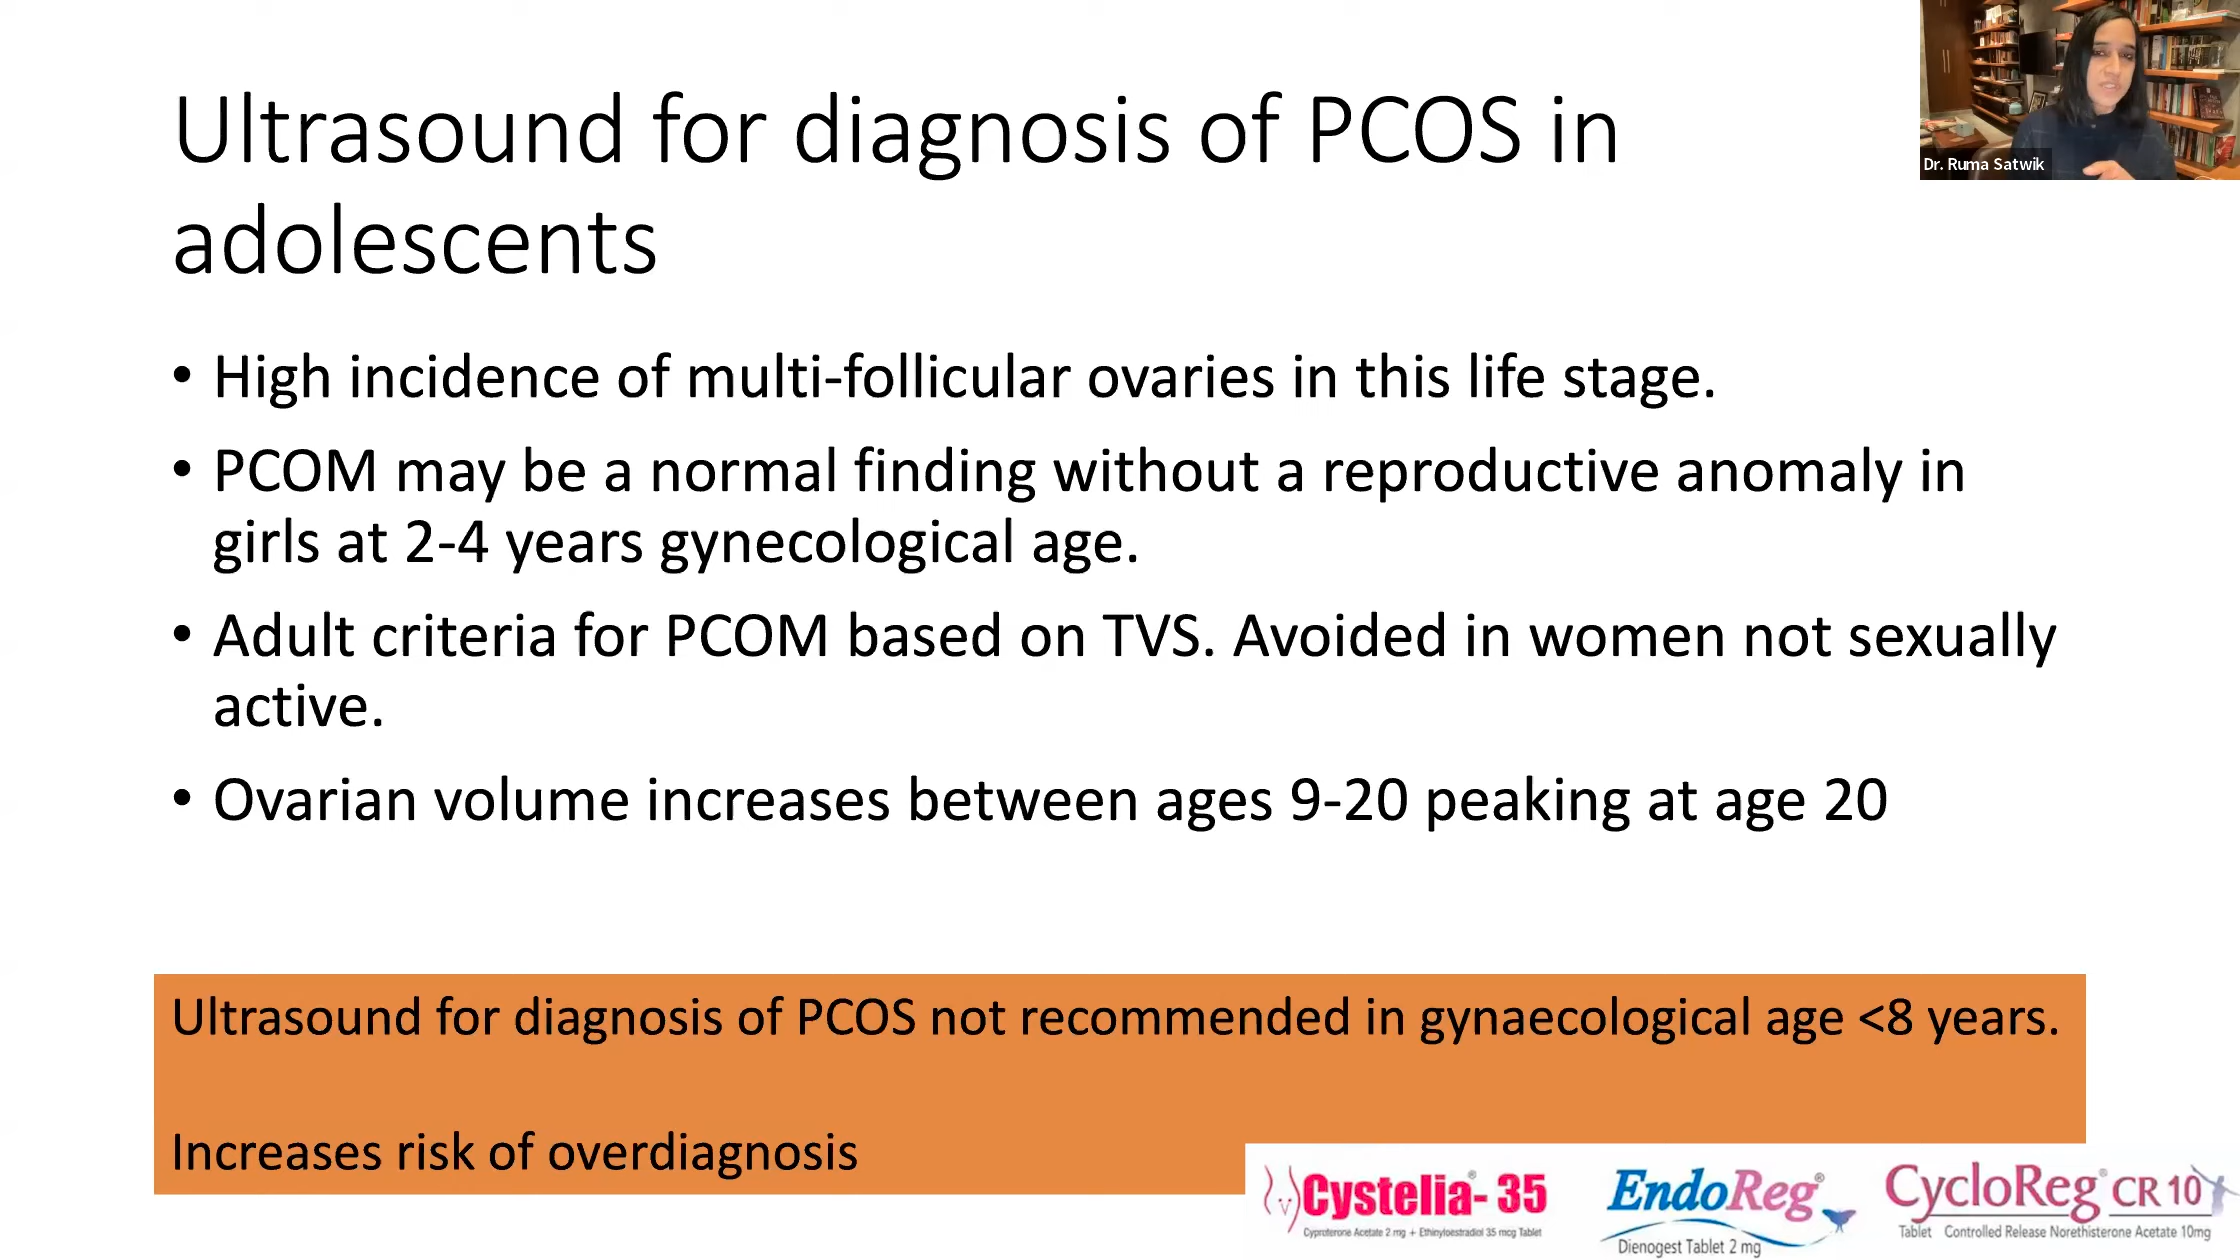 Ultrasound for diagnosis of PCOS in
adolescents
Dr. Ruma Satwik
• High incidence of multi-follicular ovaries in this life stage.
• PCOM may be a normal finding without a reproductive anomaly in
girls at 2-4 years gynecological age.
• Adult criteria for PCOM based on TVS. Avoided in women not sexually
active.
• Ovarian volume increases between ages 9-20 peaking at age 20
Ultrasound for diagnosis of PCOS not recommended in gynaecological age <8 years.
Increases risk of overdiagnosis
Cystelia®- 35
Cyproterone Acetate 2 mg + Ethinyloestradiol 35 mcg Tablet
EndoReg®
Dienogest Tablet 2 mg
CycloReg® CR 10
Tablet Controlled Release Norethisterone Acetate 10mg